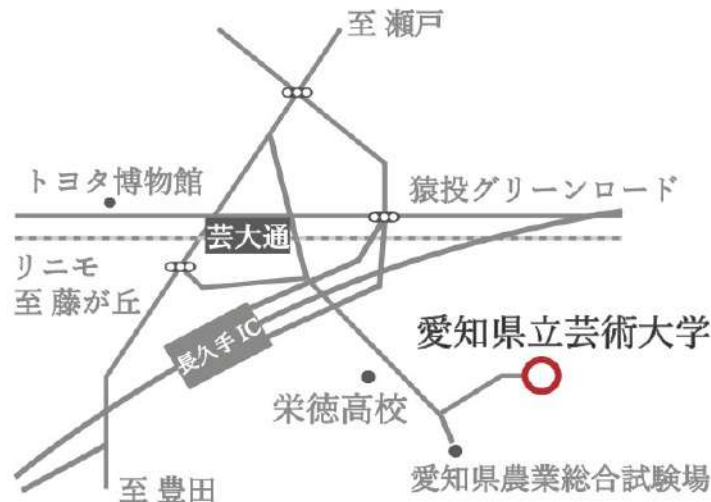 至 瀬戸
トヨタ博物館
猿投グリーンロード
芸大通
リニモ
至 藤が丘
長久手 IC
愛知県立芸術大学
栄徳高校
愛知県農業総合試験場
至 豊田